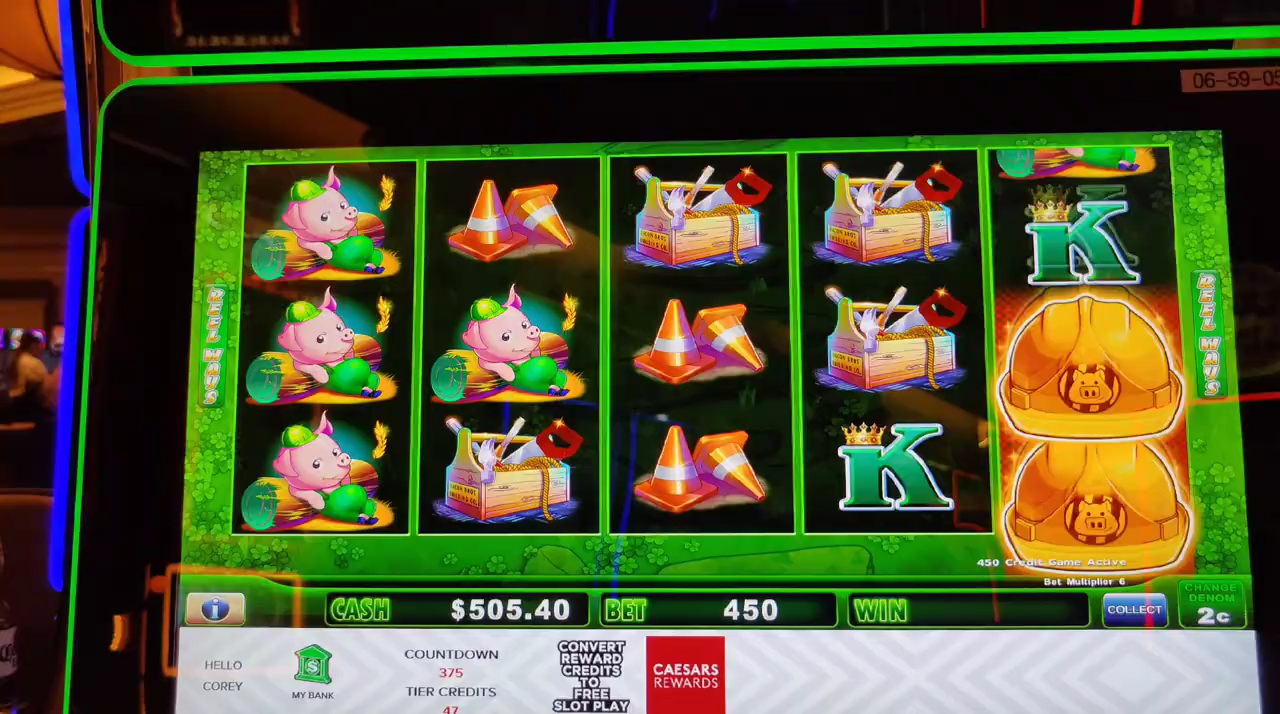 06-59-05
REEL WAYS
REEL WAYS
K
K
450 Credit Game Active
Bet Multiplier 6
CASH $505.40 BET 450 WIN COLLECT
CHANGE
DENOM
2¢
HELLO
COREY
MY BANK
COUNTDOWN
375
TIER CREDITS
47
CONVERT
REWARD
CREDITS
TO
FREE
SLOT PLAY
CAESARS
REWARDS